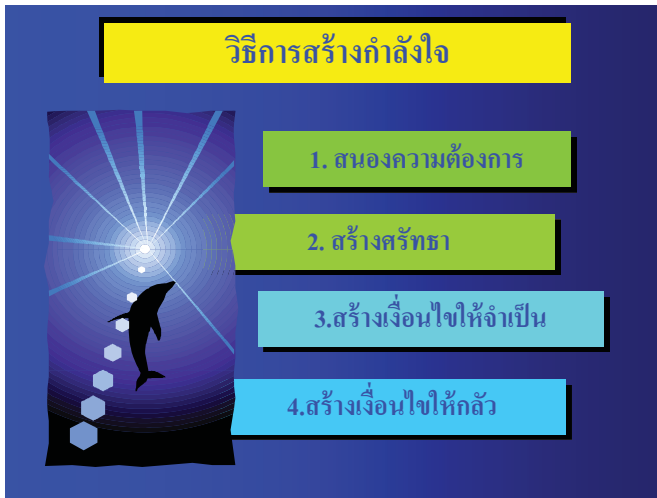 วิธีการสร้างกำลังใจ
1. สนองความต้องการ
2. สร้างศรัทธา
3.สร้างเงื่อนไขให้จำเป็น
4.สร้างเงื่อนไขให้กลัว